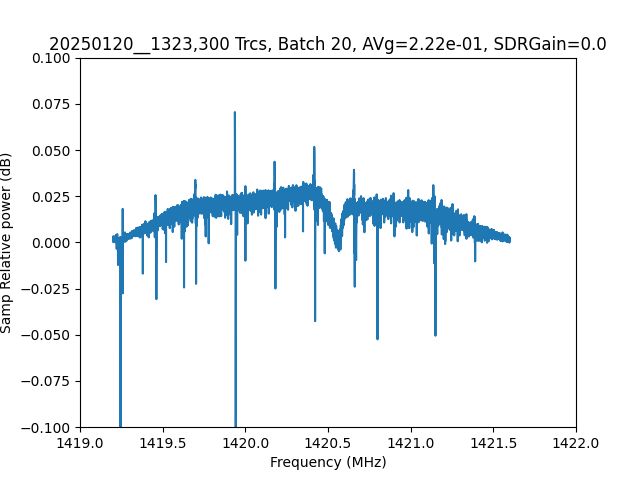 20250120__1323,300 Trcs, Batch 20, AVg=2.22e-01, SDRGain=0.0
0.100
0.075
0.050
0.025
0.000
−0.025
−0.050
−0.075
−0.100
Samp Relative power (dB)
1419.0 1419.5 1420.0 1420.5 1421.0 1421.5 1422.0
Frequency (MHz)